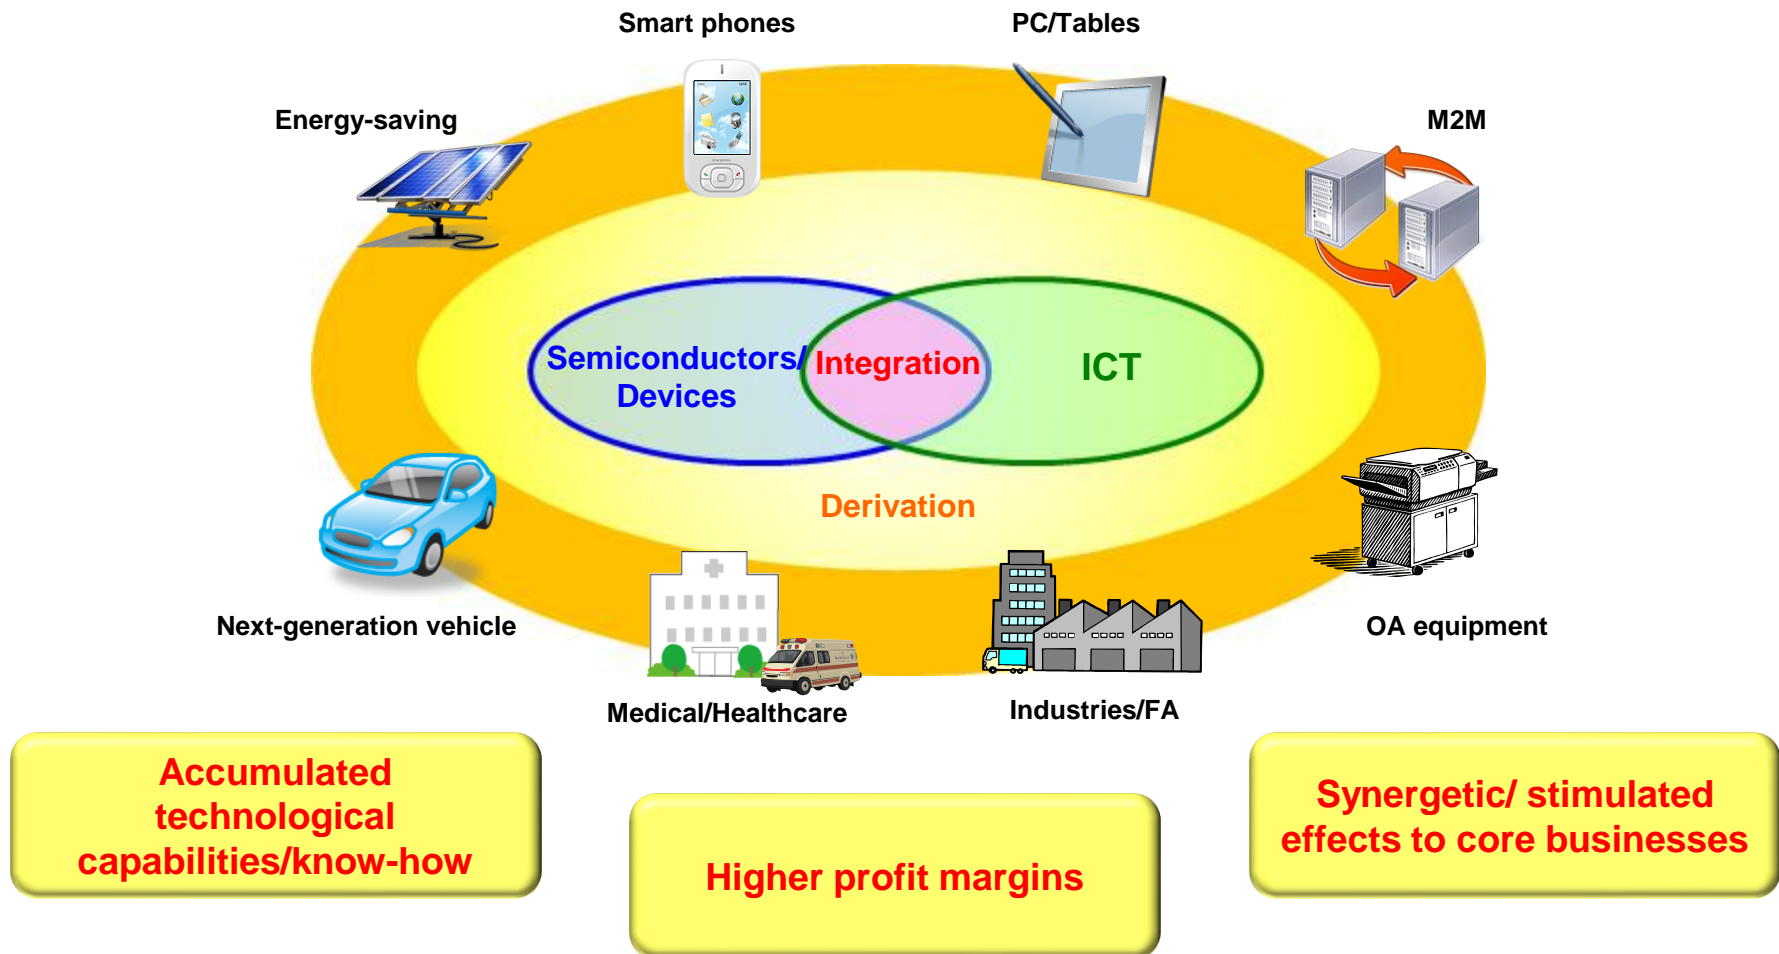 Smart phones
PC/Tables
Energy-saving
M2M
Semiconductors/
Devices
Integration
ICT
Derivation
Next-generation vehicle
OA equipment
Medical/Healthcare
Industries/FA
Accumulated
technological
capabilities/know-how
Higher profit margins
Synergetic/ stimulated
effects to core businesses